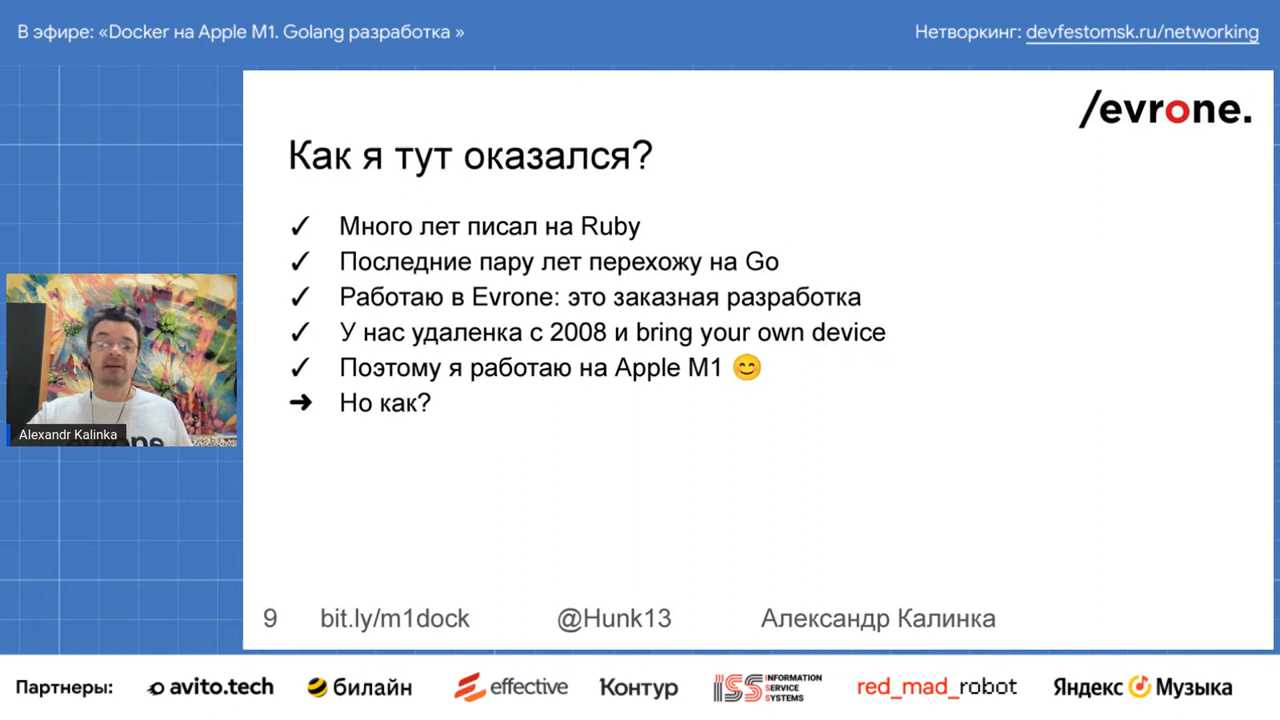 В эфире: «Docker на Apple M1. Golang разработка »
Нетворкинг: devfestomsk.ru/networking
/evrone.
Как я тут оказался?
✓ Много лет писал на Ruby
✓ Последние пару лет перехожу на Go
✓ Работаю в Evrone: это заказная разработка
✓ У нас удаленка с 2008 и bring your own device
✓ Поэтому я работаю на Apple M1 😊
➜ Но как?
Alexandr Kalinka
9 bit.ly/m1dock @Hunk13 Александр Калинка
Партнеры: avito.tech билайн effective Контур ISS INFORMATION SERVICE SYSTEMS red_mad_robot Яндекс Музыка